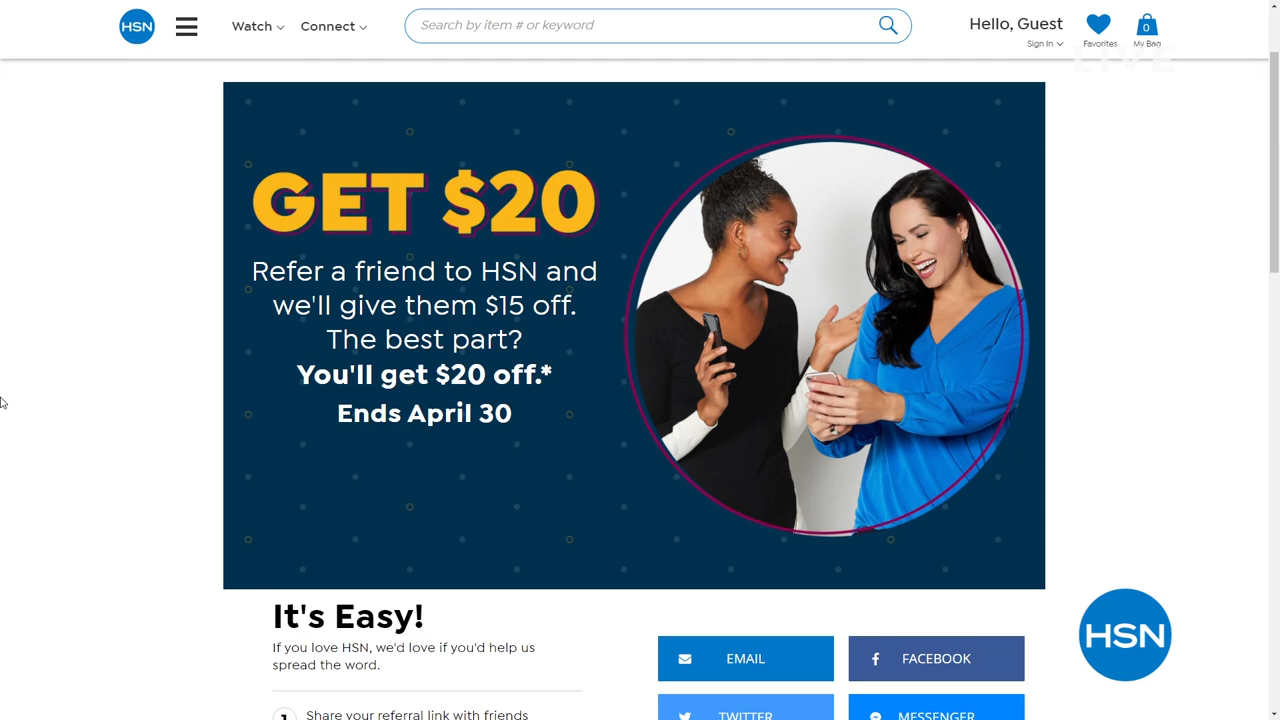 HSN
Watch
Connect
Search by item # or keyword
Hello, Guest
Sign In
Favorites
0
My Bag
LIVE
GET $20
Refer a friend to HSN and
we'll give them $15 off.
The best part?
You'll get $20 off.*
Ends April 30
It's Easy!
If you love HSN, we'd love if you'd help us
spread the word.
1 Share your referral link with friends
EMAIL
FACEBOOK
TWITTER
MESSENGER
HSN